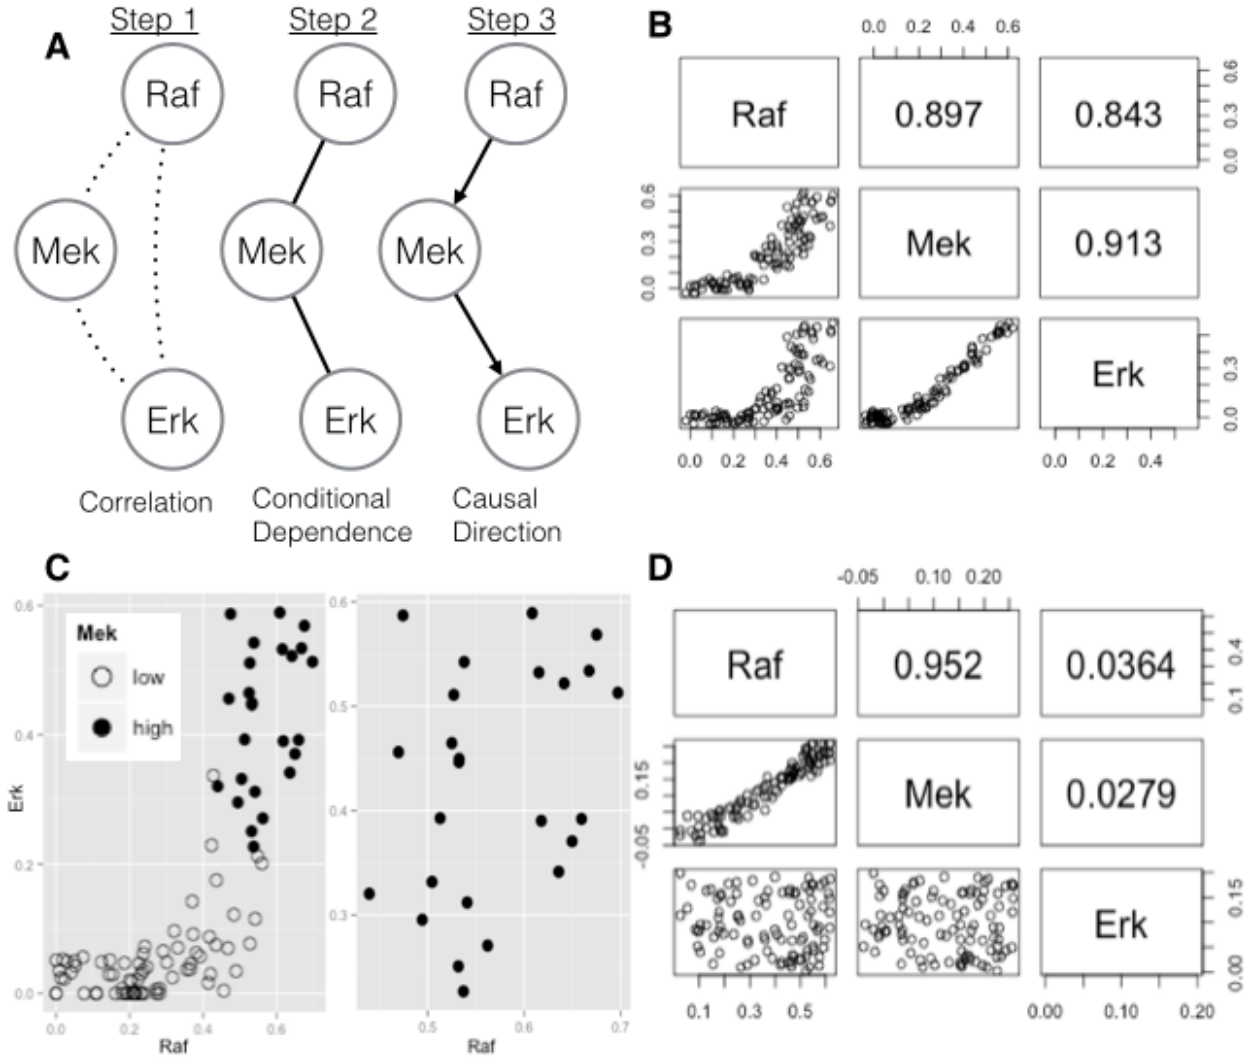 A
Step 1
Step 2
Step 3
Raf
Raf
Raf
Mek
Mek
Mek
Erk
Erk
Erk
Correlation
Conditional
Dependence
Causal
Direction
B
0.0 0.4 0.6
Raf
0.897
0.843
0.0 0.3 0.6
0.0 0.3 0.6
Mek
0.913
Erk
0.0 0.3
0.0 0.2 0.4 0.6
0.0 0.2 0.4
C
0.6
0.4
0.2
0.0
Erk
Mek
low
high
0.0 0.2 0.4 0.6
Raf
0.6
0.5
0.4
0.3
0.5 0.6 0.7
Raf
D
-0.05 0.10 0.20
Raf
0.952
0.0364
0.1 0.4
-0.05 0.15
Mek
0.0279
Erk
0.00 0.15
0.1 0.3 0.5
0.00 0.10 0.20